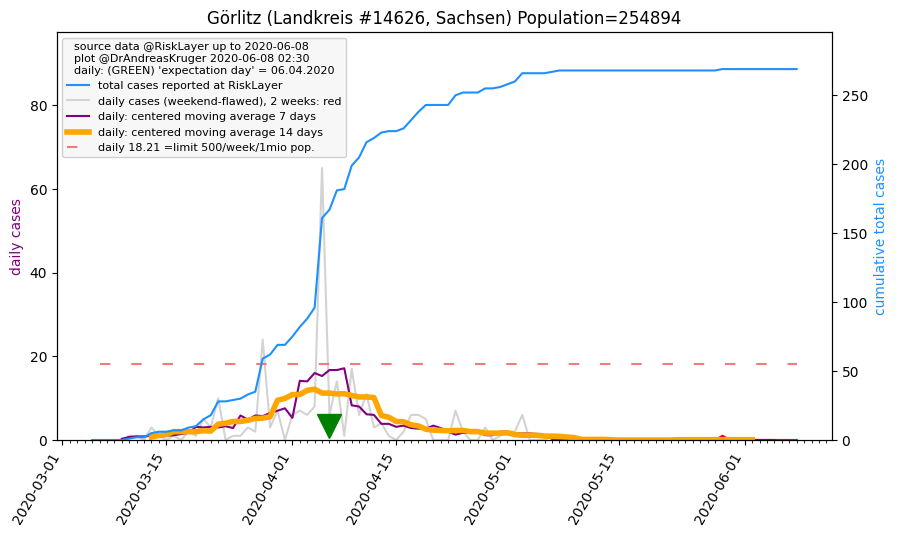 Görlitz (Landkreis #14626, Sachsen) Population=254894
source data @RiskLayer up to 2020-06-08
plot @DrAndreasKruger 2020-06-08 02:30
daily: (GREEN) 'expectation day' = 06.04.2020
total cases reported at RiskLayer
daily cases (weekend-flawed), 2 weeks: red
daily: centered moving average 7 days
daily: centered moving average 14 days
daily 18.21 =limit 500/week/1mio pop.
daily cases
80
60
40
20
0
cumulative total cases
250
200
150
100
50
0
2020-03-01
2020-03-15
2020-04-01
2020-04-15
2020-05-01
2020-05-15
2020-06-01